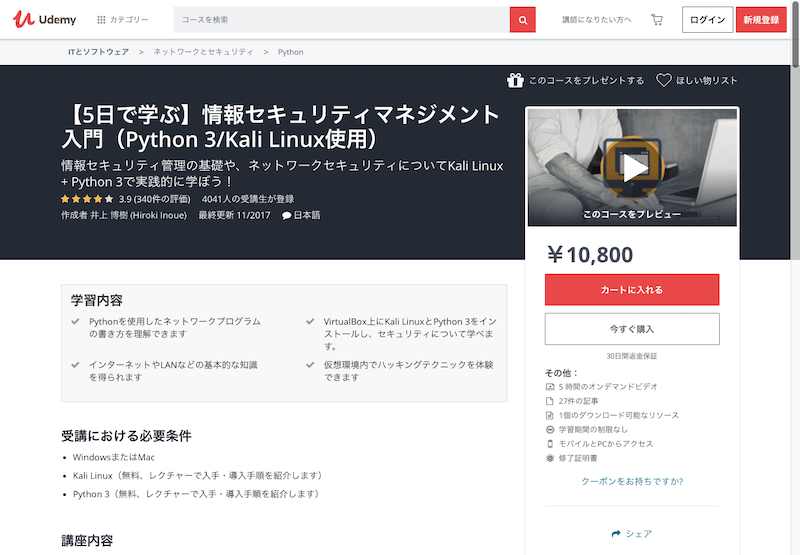 Udemy
カテゴリー
コースを検索
講師になりたい方へ
ログイン
新規登録
ITとソフトウェア > ネットワークとセキュリティ > Python
このコースをプレゼントする
ほしい物リスト
【5日で学ぶ】情報セキュリティマネジメント
入門（Python 3/Kali Linux使用）
情報セキュリティ管理の基礎や、ネットワークセキュリティについてKali Linux
+ Python 3で実践的に学ぼう！
3.9 (340件の評価) 4041人の受講生が登録
作成者 井上 博樹 (Hiroki Inoue) 最終更新 11/2017 日本語
このコースをプレビュー
￥10,800
カートに入れる
今すぐ購入
30日間返金保証
その他：
5 時間のオンデマンドビデオ
27件の記事
1個のダウンロード可能なリソース
学習期間の制限なし
モバイルとPCからアクセス
修了証明書
クーポンをお持ちですか?
シェア
学習内容
Pythonを使用したネットワークプログラム
の書き方を理解できます
VirtualBox上にKali LinuxとPython 3をイン
ストールし、セキュリティについて学べま
す。
インターネットやLANなどの基本的な知識
を得られます
仮想環境内でハッキングテクニックを体験
できます
受講における必要条件
WindowsまたはMac
Kali Linux（無料、レクチャーで入手・導入手順を紹介します）
Python 3（無料、レクチャーで入手・導入手順を紹介します）
講座内容